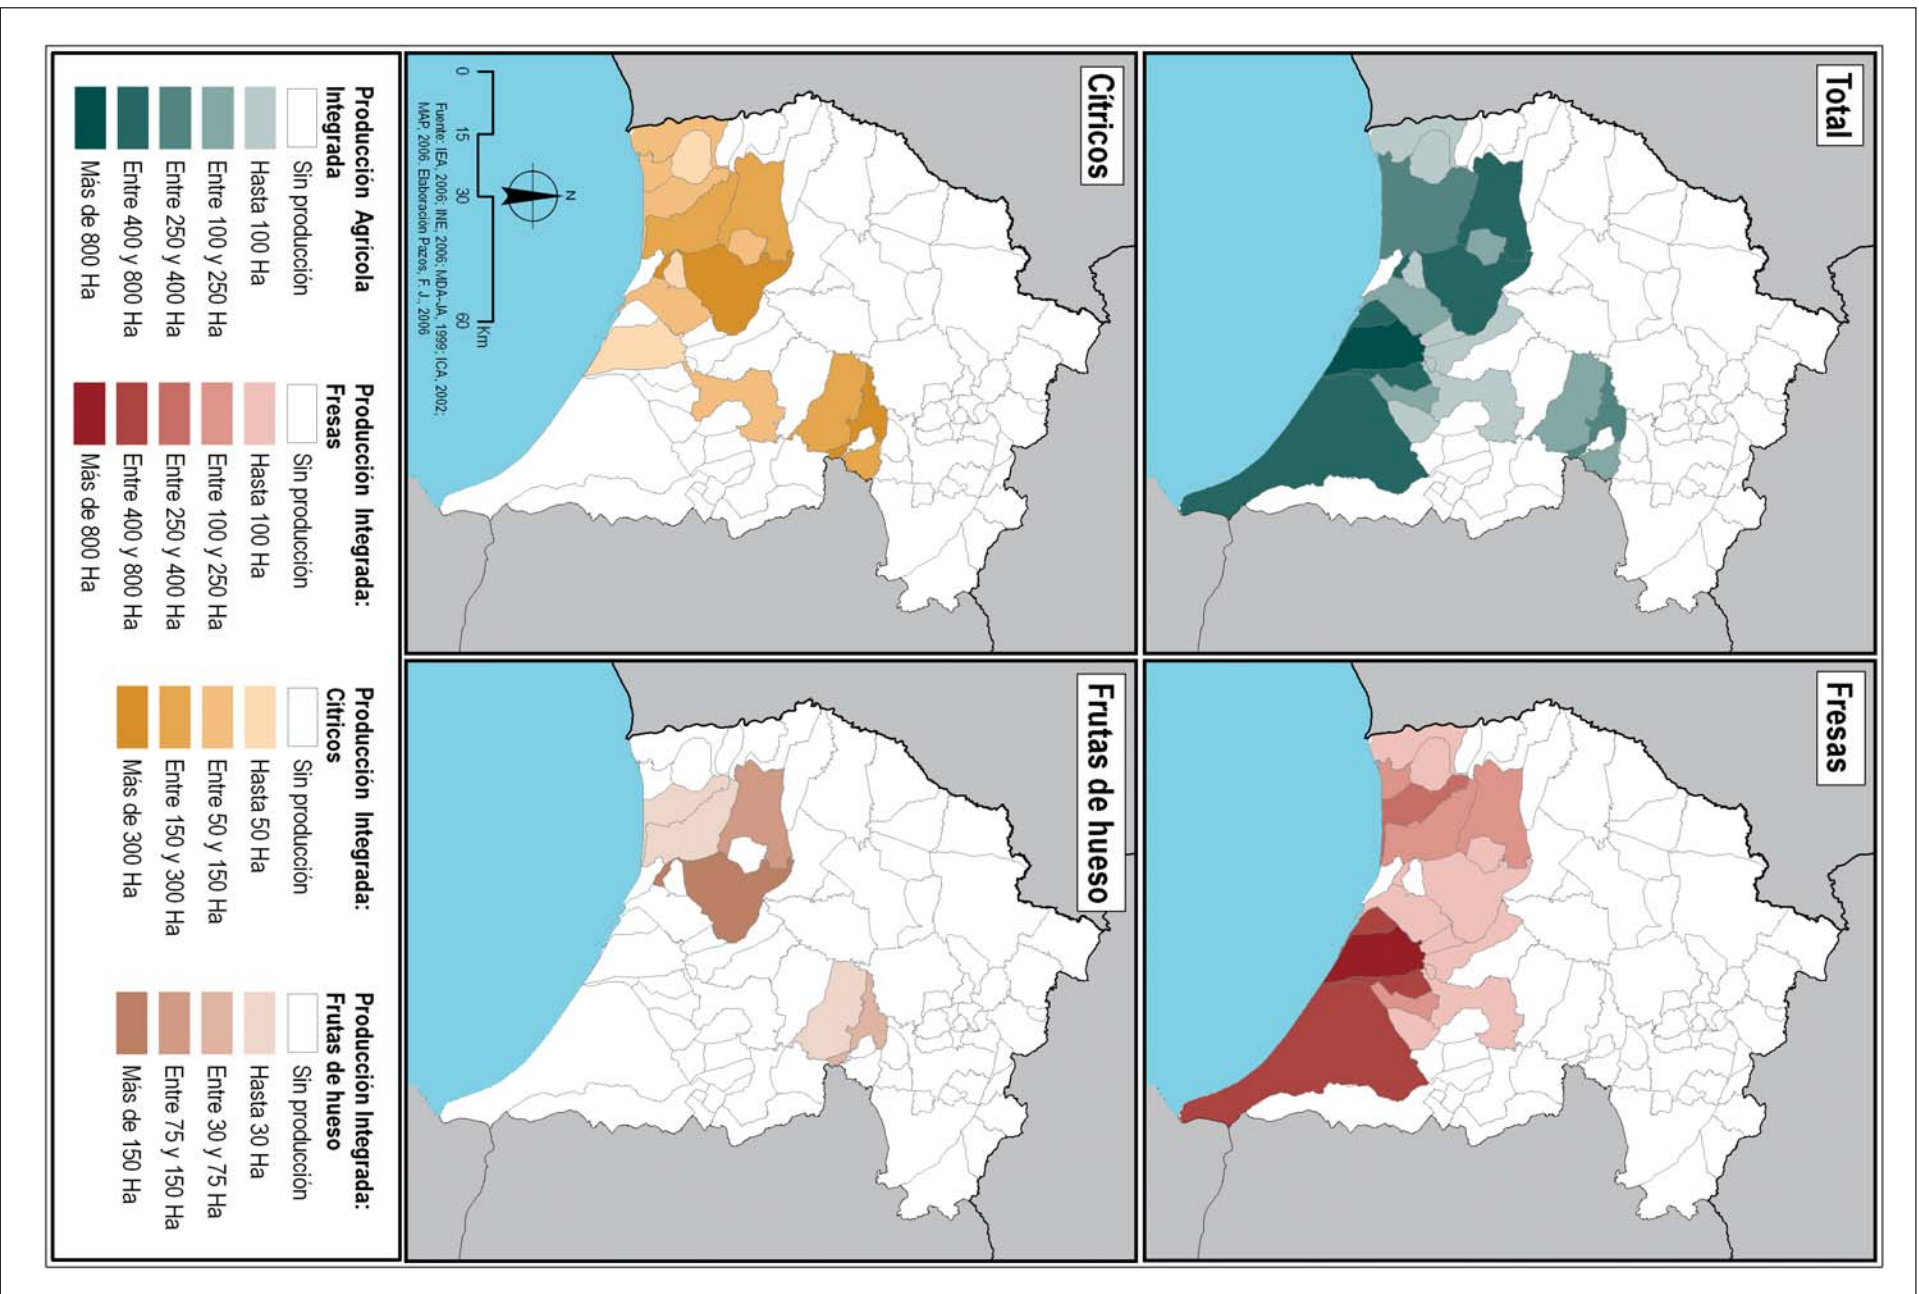 Total
Fresas
Cítricos
Frutas de hueso
0 15 30 60
Km
N
Fuente: IEA, 2006; INE, 2006; MDA-JA, 1999; ICA, 2002;
MAP, 2006. Elaboración Pazos, F. J., 2006
Producción Agrícola
Integrada
Sin producción
Hasta 100 Ha
Entre 100 y 250 Ha
Entre 250 y 400 Ha
Entre 400 y 800 Ha
Más de 800 Ha
Producción Integrada:
Fresas
Sin producción
Hasta 100 Ha
Entre 100 y 250 Ha
Entre 250 y 400 Ha
Entre 400 y 800 Ha
Más de 800 Ha
Producción Integrada:
Cítricos
Sin producción
Hasta 50 Ha
Entre 50 y 150 Ha
Entre 150 y 300 Ha
Más de 300 Ha
Producción Integrada:
Frutas de hueso
Sin producción
Hasta 30 Ha
Entre 30 y 75 Ha
Entre 75 y 150 Ha
Más de 150 Ha